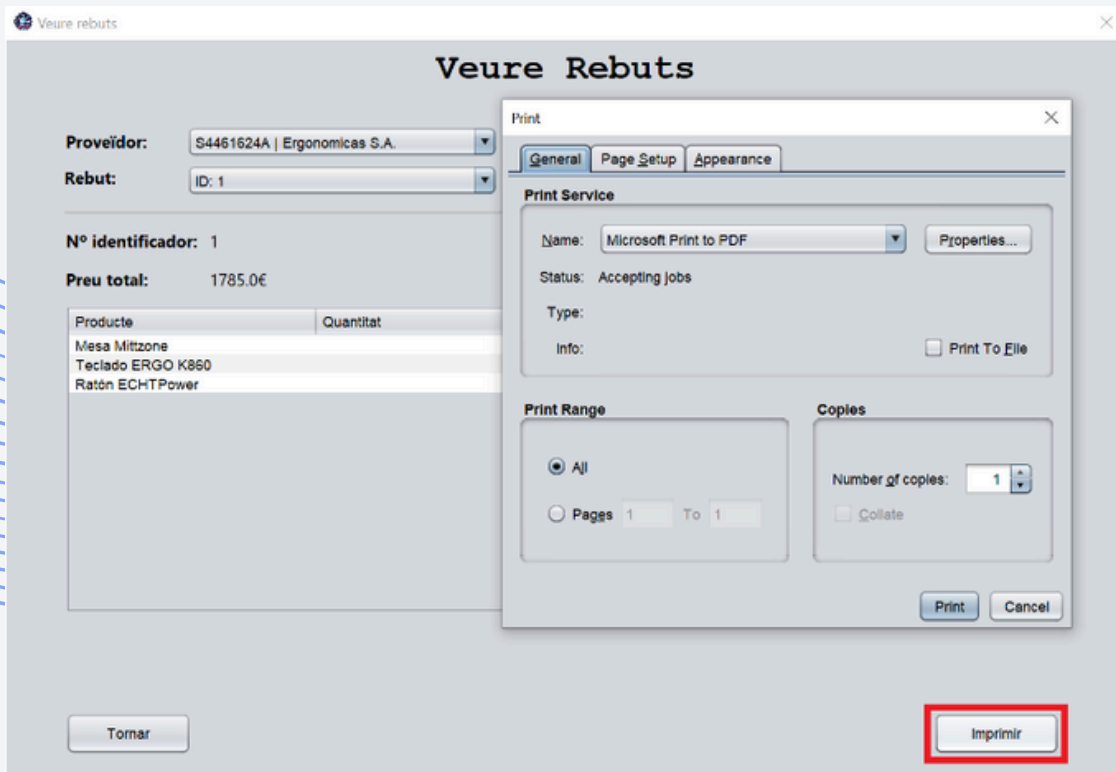 Veure rebuts
Veure Rebuts
Proveïdor: S4461624A | Ergonomicas S.A.
Rebut: ID: 1
Nº identificador: 1
Preu total: 1785.0€
Producte Quantitat
Mesa Mittzone
Teclado ERGO K860
Ratón ECHTPower
Print
General Page Setup Appearance
Print Service
Name: Microsoft Print to PDF Properties...
Status: Accepting jobs
Type:
Info: Print To File
Print Range
All
Pages 1 To 1
Copies
Number of copies: 1
Collate
Print Cancel
Tornar Imprimir